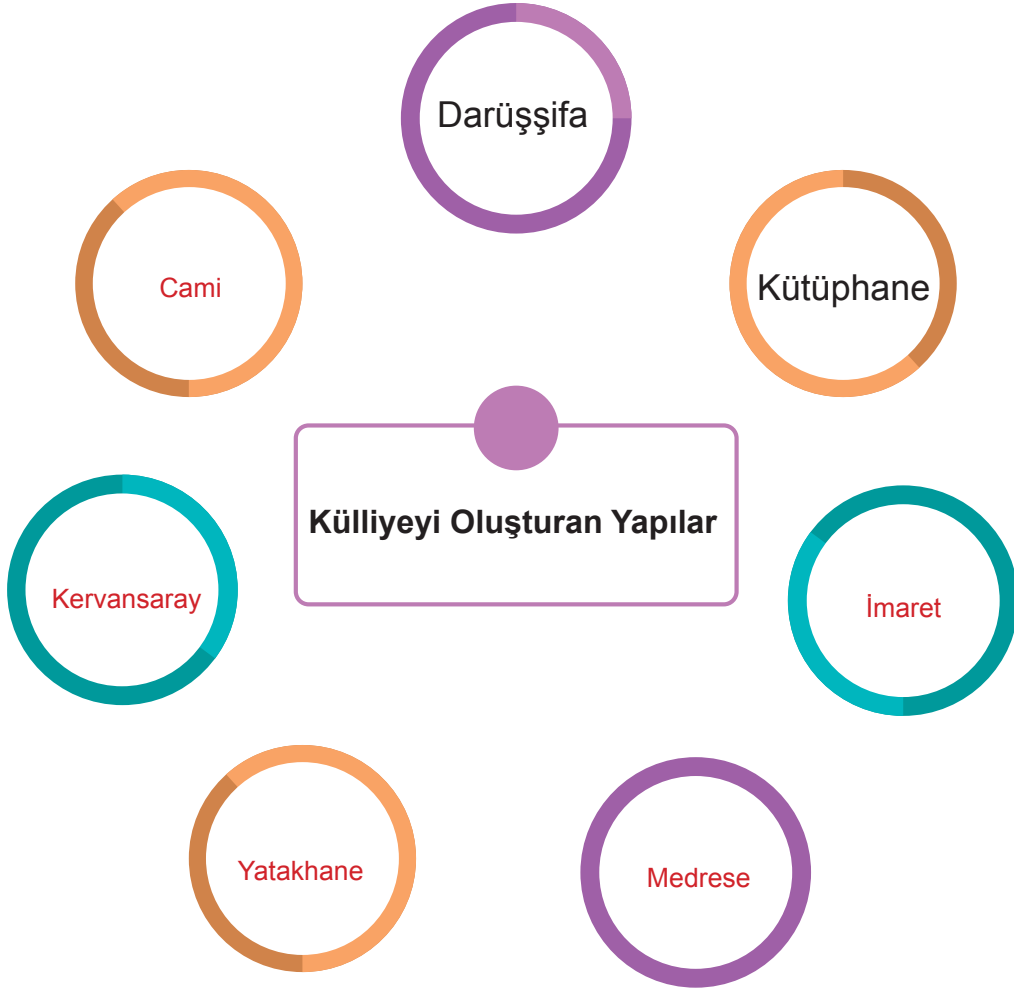 Darüşşifa
Cami
Kütüphane
Külliyeyi Oluşturan Yapılar
Kervansaray
İmaret
Yatakhane
Medrese